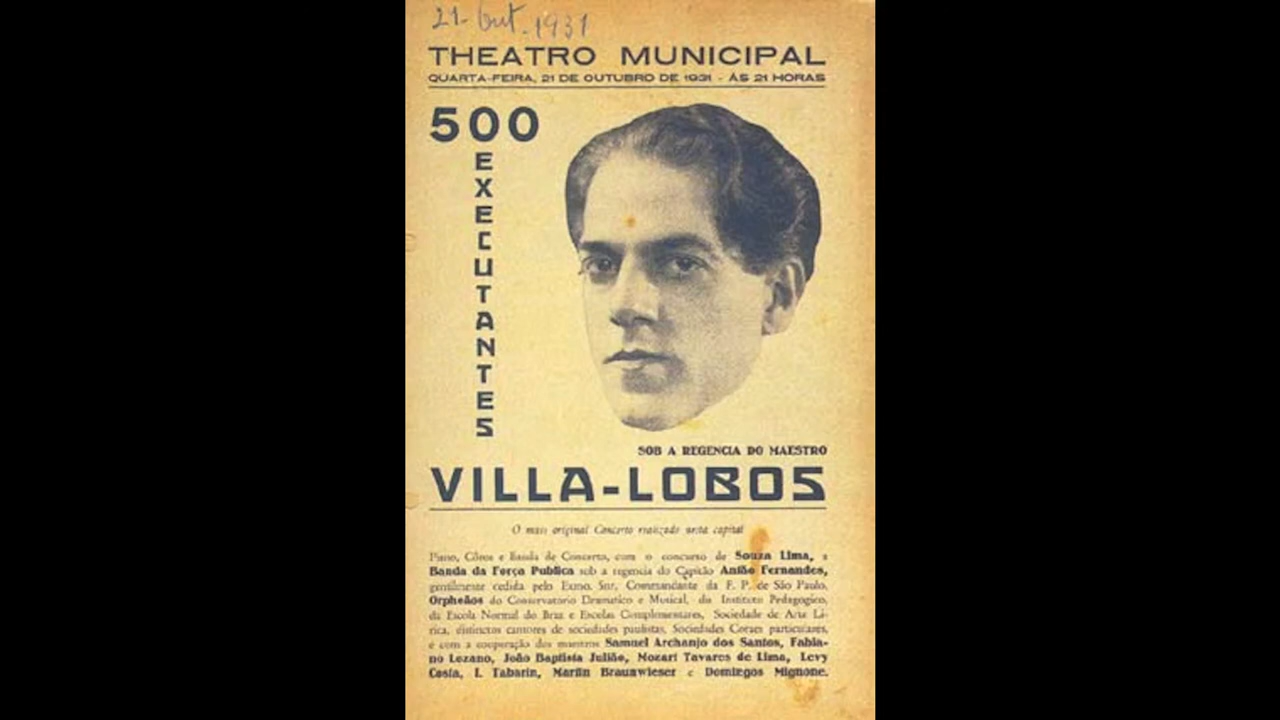 21-Out.-1931
THEATRO MUNICIPAL
QUARTA-FEIRA, 21 DE OUTUBRO DE 1931 - ÁS 21 HORAS
500
EXECUTANTES
SOB A REGENCIA DO MAESTRO
VILLA-LOBOS
O mais original Concerto realizado nesta capital
Piano, Côros e Banda de Concerto, com o concurso de Souza Lima, a
Banda da Força Publica sob a regencia do Capitão Antão Fernandes,
gentilmente cedida pelo Exmo. Snr. Commandante da F. P. de São Paulo,
Orpheãos do Conservatorio Dramatico e Musical, do Instituto Pedagogico,
da Escola Normal do Braz e Escolas Complementares, Sociedade de Arte Ly-
rica, distinctos cantores de sociedades paulistas, Sociedades Coraes particulares,
e com a cooperação dos maestros Samuel Archanjo dos Santos, Fabia-
no Lozano, João Baptista Julião, Mozart Tavares de Lima, Levy
Costa, I. Tabarin, Martin Braunwieser e Domingos Mignone.